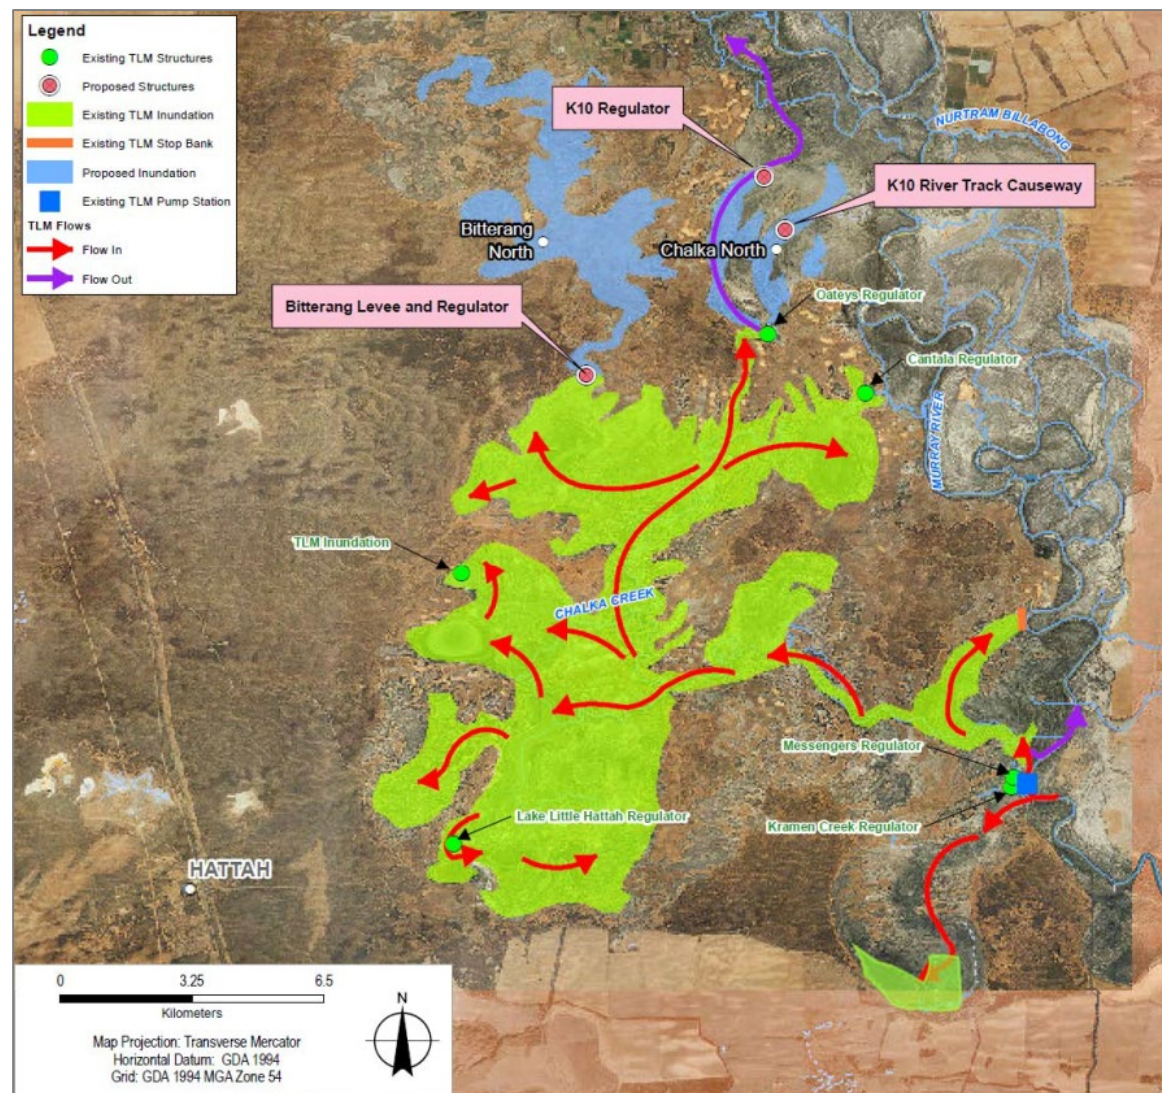 Legend
Existing TLM Structures
Proposed Structures
Existing TLM Inundation
Existing TLM Stop Bank
Proposed Inundation
Existing TLM Pump Station
TLM Flows
Flow In
Flow Out
K10 Regulator
NURTRAM BILLABONG
K10 River Track Causeway
Bitterang
North
Chalka North
Bitterang Levee and Regulator
Oateys Regulator
Cantala Regulator
MURRAY RIVER
TLM Inundation
CHALKA CREEK
Messengers Regulator
Lake Little Hattah Regulator
Kramen Creek Regulator
HATTAH
0 3.25 6.5
Kilometers
N
Map Projection: Transverse Mercator
Horizontal Datum: GDA 1994
Grid: GDA 1994 MGA Zone 54